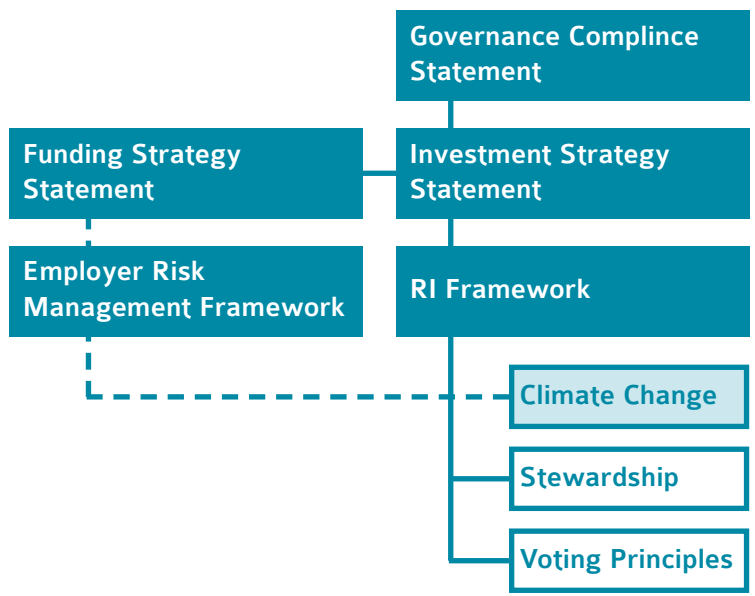 Governance Complince
Statement
Funding Strategy
Statement
Investment Strategy
Statement
Employer Risk
Management Framework
RI Framework
Climate Change
Stewardship
Voting Principles